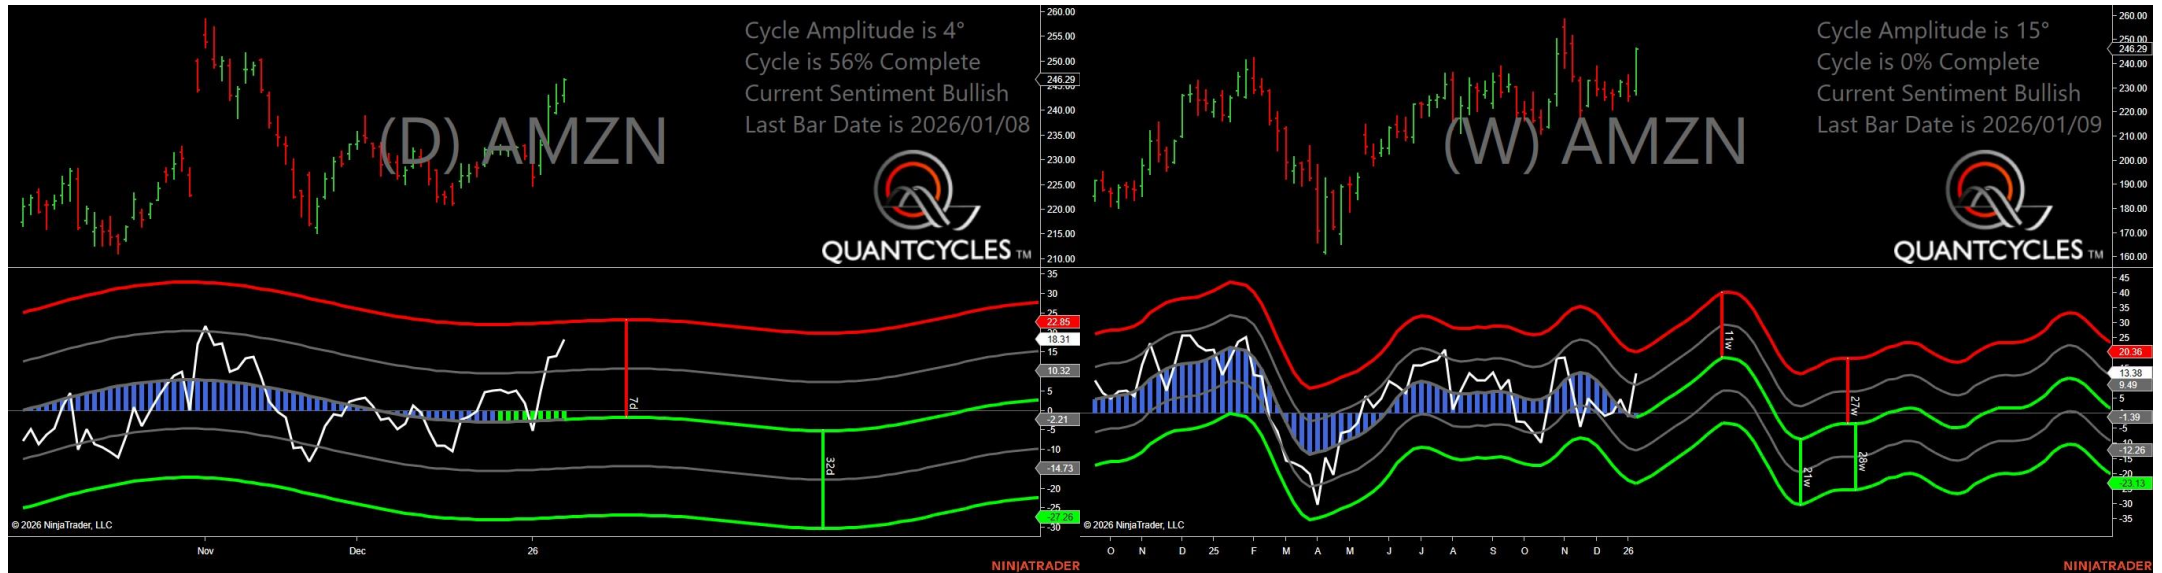 Cycle Amplitude is 4°
Cycle is 56% Complete
Current Sentiment Bullish
Last Bar Date is 2026/01/08
(D) AMZN
QUANTCYCLES TM
260.00
255.00
250.00
246.29
245.00
240.00
235.00
230.00
225.00
220.00
215.00
210.00
35
30
25
22.85
18.31
15
10.32
5
0
-2.21
-5
-10
-14.73
-20
-27.26
-30
7d
32d
© 2026 NinjaTrader, LLC
Nov
Dec
26
NINJATRADER
Cycle Amplitude is 15°
Cycle is 0% Complete
Current Sentiment Bullish
Last Bar Date is 2026/01/09
(W) AMZN
QUANTCYCLES TM
260.00
250.00
246.29
240.00
230.00
220.00
210.00
200.00
190.00
180.00
170.00
160.00
45
40
35
30
25
20.36
13.38
9.49
5
-1.39
-5
-12.26
-15
-20
-23.13
-30
-35
11w
27w
21w
28w
© 2026 NinjaTrader, LLC
O N D 25 F M A M J J A S O N D 26
NINJATRADER